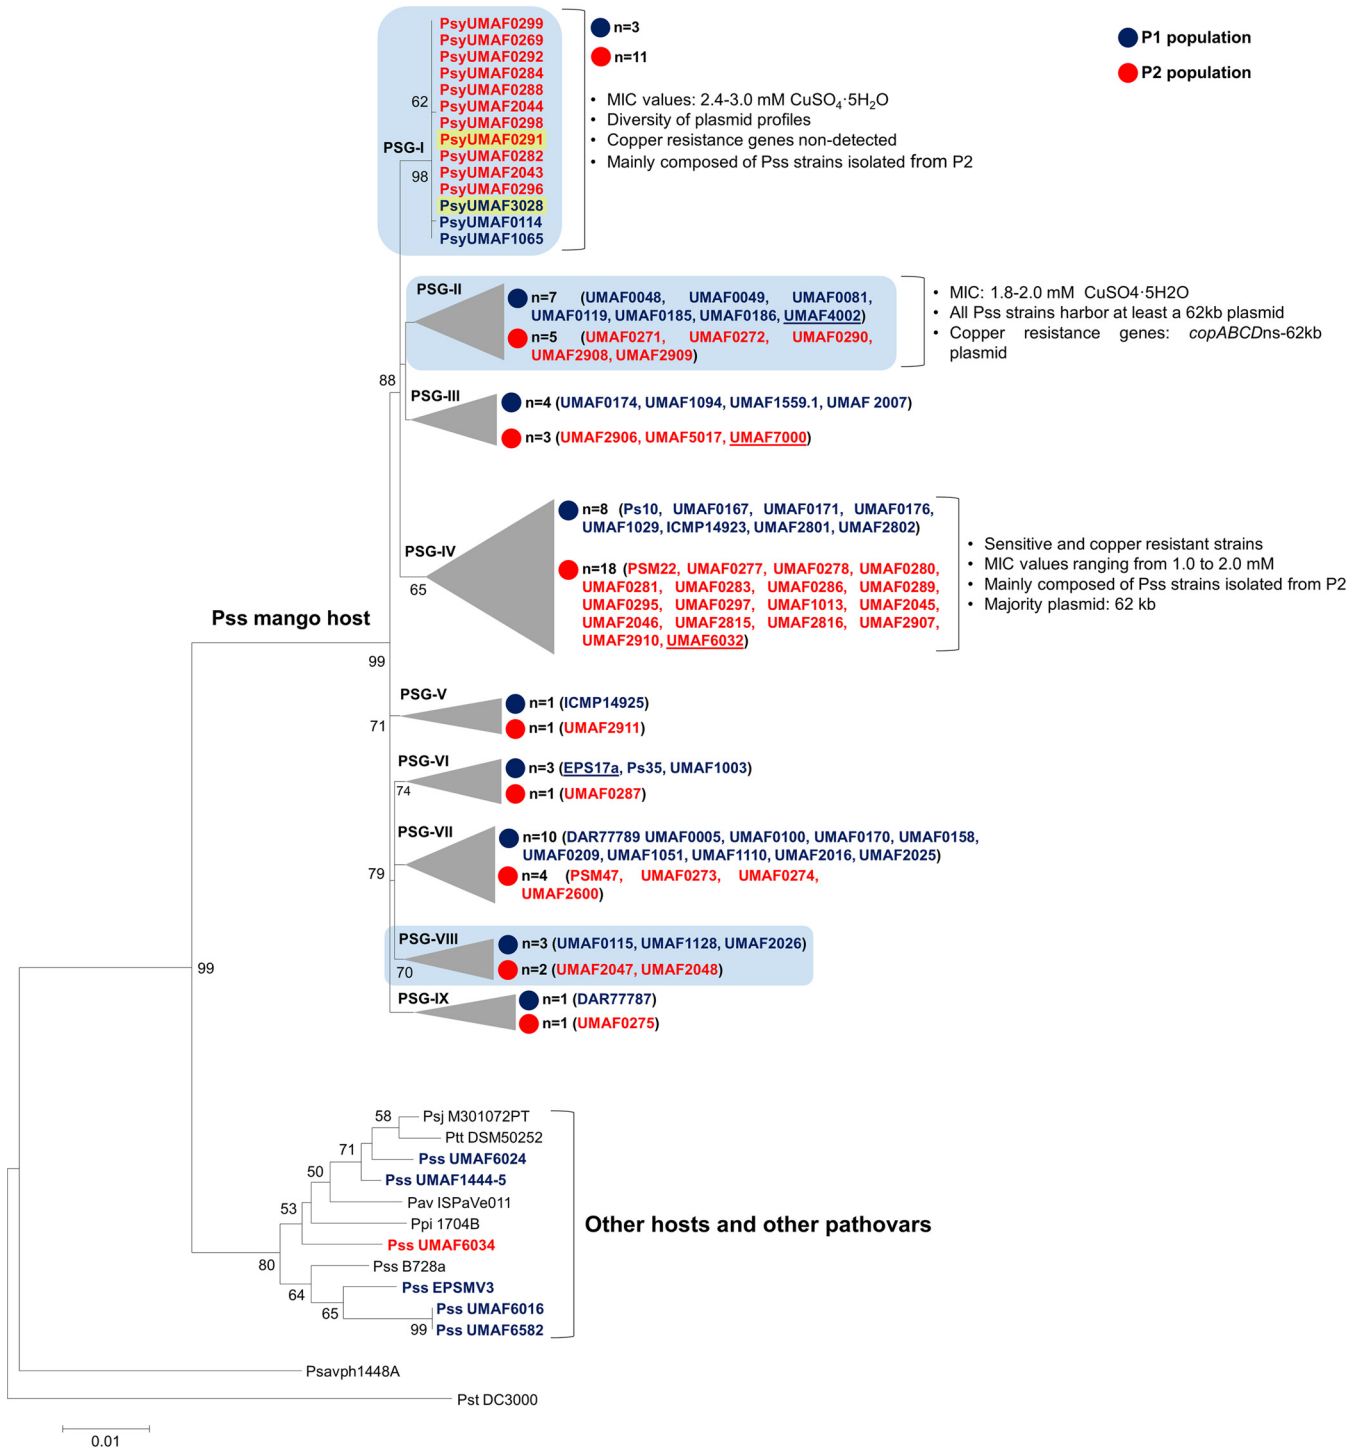 PsyUMAF0299
PsyUMAF0269
PsyUMAF0292
PsyUMAF0284
PsyUMAF0288
PsyUMAF2044
PsyUMAF0298
PsyUMAF0291
PsyUMAF0282
PsyUMAF2043
PsyUMAF0296
PsyUMAF3028
PsyUMAF0114
PsyUMAF1065
62
PSG-I
98
n=3
n=11
• MIC values: 2.4-3.0 mM CuSO₄·5H₂O
• Diversity of plasmid profiles
• Copper resistance genes non-detected
• Mainly composed of Pss strains isolated from P2
P1 population
P2 population
PSG-II
n=7 (UMAF0048, UMAF0049, UMAF0081,
UMAF0119, UMAF0185, UMAF0186, UMAF4002)
n=5 (UMAF0271, UMAF0272, UMAF0290,
UMAF2908, UMAF2909)
• MIC: 1.8-2.0 mM CuSO4·5H2O
• All Pss strains harbor at least a 62kb plasmid
• Copper resistance genes: copABCDns-62kb
plasmid
88
PSG-III
n=4 (UMAF0174, UMAF1094, UMAF1559.1, UMAF 2007)
n=3 (UMAF2906, UMAF5017, UMAF7000)
PSG-IV
65
n=8 (Ps10, UMAF0167, UMAF0171, UMAF0176,
UMAF1029, ICMP14923, UMAF2801, UMAF2802)
n=18 (PSM22, UMAF0277, UMAF0278, UMAF0280,
UMAF0281, UMAF0283, UMAF0286, UMAF0289,
UMAF0295, UMAF0297, UMAF1013, UMAF2045,
UMAF2046, UMAF2815, UMAF2816, UMAF2907,
UMAF2910, UMAF6032)
• Sensitive and copper resistant strains
• MIC values ranging from 1.0 to 2.0 mM
• Mainly composed of Pss strains isolated from P2
• Majority plasmid: 62 kb
Pss mango host
99
PSG-V
71
n=1 (ICMP14925)
n=1 (UMAF2911)
PSG-VI
74
n=3 (EPS17a, Ps35, UMAF1003)
n=1 (UMAF0287)
PSG-VII
79
n=10 (DAR77789 UMAF0005, UMAF0100, UMAF0170, UMAF0158,
UMAF0209, UMAF1051, UMAF1110, UMAF2016, UMAF2025)
n=4 (PSM47, UMAF0273, UMAF0274,
UMAF2600)
PSG-VIII
70
n=3 (UMAF0115, UMAF1128, UMAF2026)
n=2 (UMAF2047, UMAF2048)
99
PSG-IX
n=1 (DAR77787)
n=1 (UMAF0275)
58
Psj M301072PT
Ptt DSM50252
71
Pss UMAF6024
Pss UMAF1444-5
50
Pav ISPaVe011
53
Ppi 1704B
Pss UMAF6034
80
Pss B728a
64
Pss EPSMV3
65
Pss UMAF6016
99
Pss UMAF6582
Other hosts and other pathovars
Psavph1448A
Pst DC3000
0.01